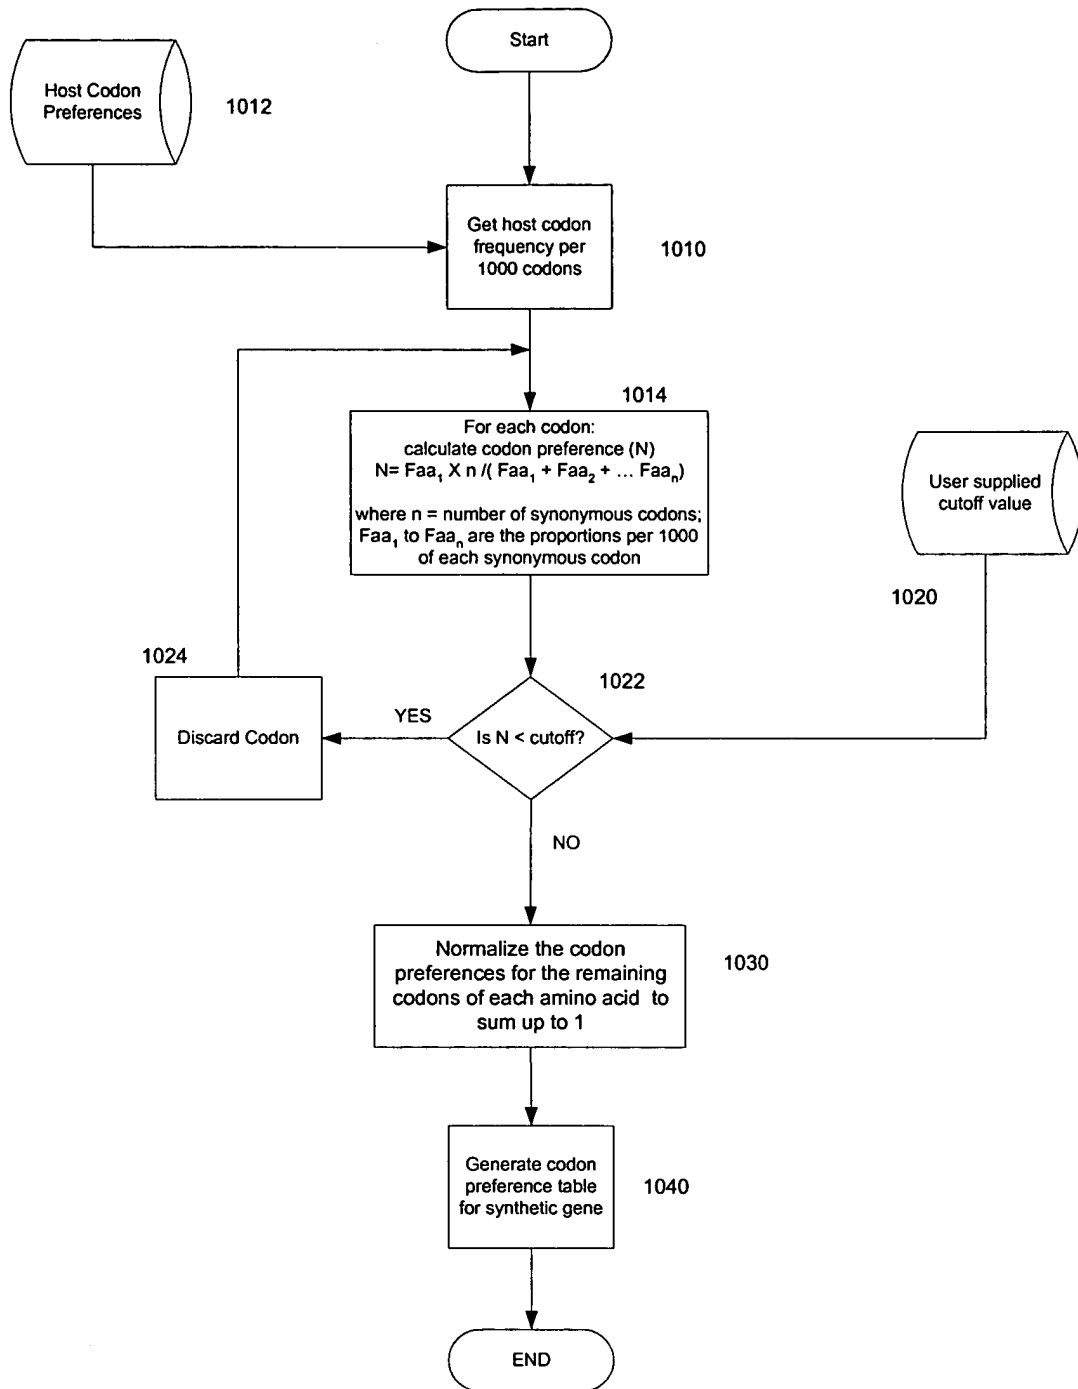 Start
Host Codon
Preferences
1012
Get host codon
frequency per
1000 codons
1010
1014
For each codon:
calculate codon preference (N)
N= Faa₁ X n /( Faa₁ + Faa₂ + ... Faaₙ)
where n = number of synonymous codons;
Faa₁ to Faaₙ are the proportions per 1000
of each synonymous codon
User supplied
cutoff value
1020
1024
1022
Discard Codon
YES
Is N < cutoff?
NO
Normalize the codon
preferences for the remaining
codons of each amino acid to
sum up to 1
1030
Generate codon
preference table
for synthetic gene
1040
END